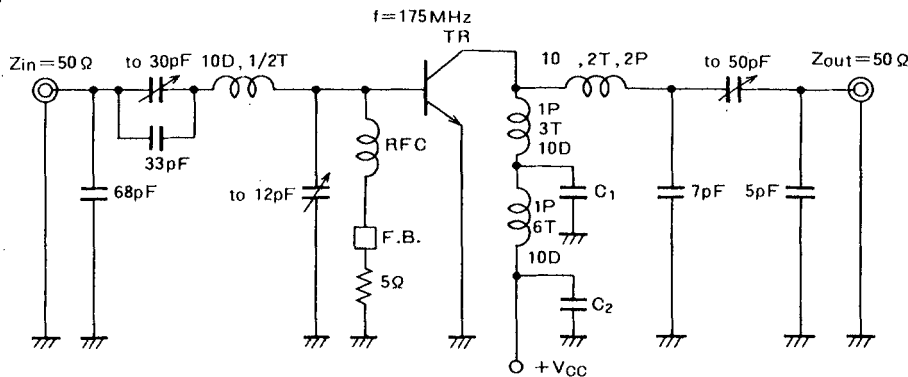 f=175MHz
TR
Zin=50Ω
to 30pF
10D, 1/2T
10 ,2T, 2P
to 50pF
Zout=50Ω
33pF
68pF
to 12pF
RFC
F.B.
5Ω
1P
3T
10D
C1
1P
6T
10D
C2
7pF
5pF
+VCC